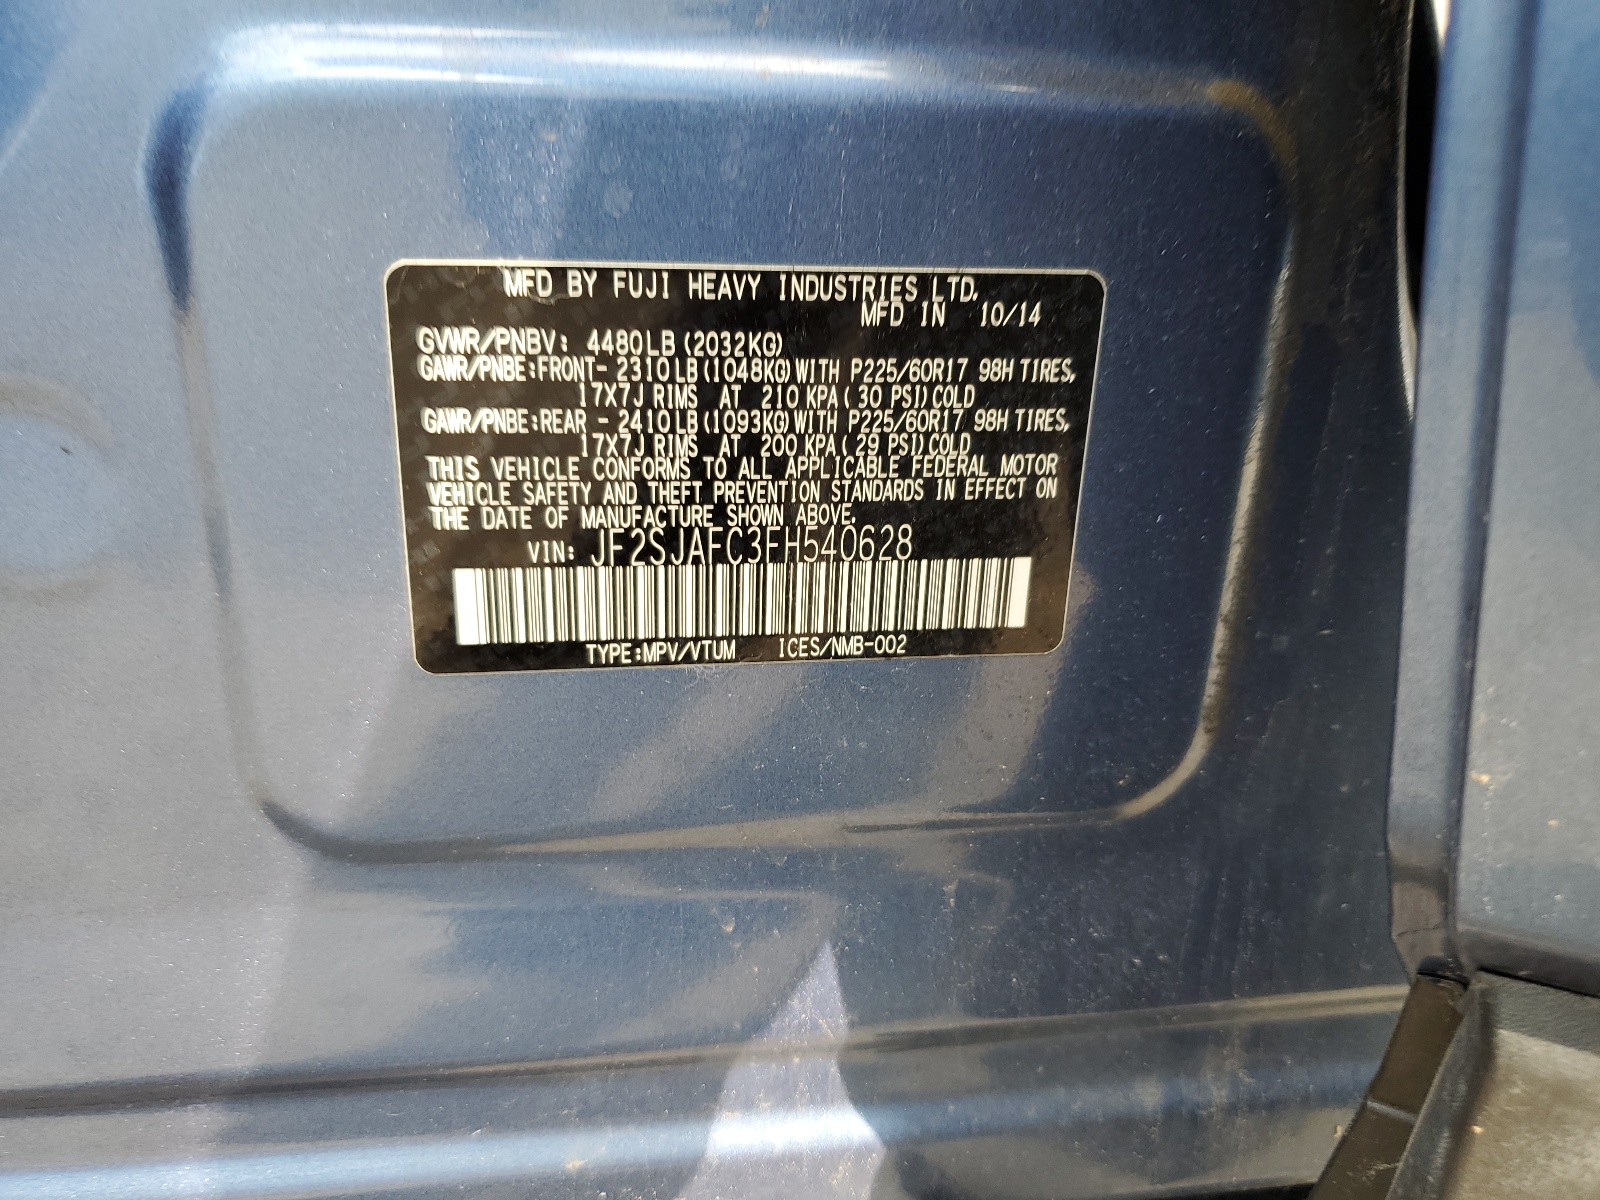 MFD BY FUJI HEAVY INDUSTRIES LTD.
MFD IN 10/14
GVWR/PNBV: 4480LB (2032KG)
GAWR/PNBE:FRONT- 2310LB(1048KG)WITH P225/60R17 98H TIRES,
17X7J RIMS AT 210 KPA( 30 PSI)COLD
GAWR/PNBE:REAR - 2410LB(1093KG)WITH P225/60R17 98H TIRES,
17X7J RIMS AT 200 KPA( 29 PSI)COLD
THIS VEHICLE CONFORMS TO ALL APPLICABLE FEDERAL MOTOR
VEHICLE SAFETY AND THEFT PREVENTION STANDARDS IN EFFECT ON
THE DATE OF MANUFACTURE SHOWN ABOVE.
VIN: JF2SJAFC3FH540628
TYPE:MPV/VTUM ICES/NMB-002